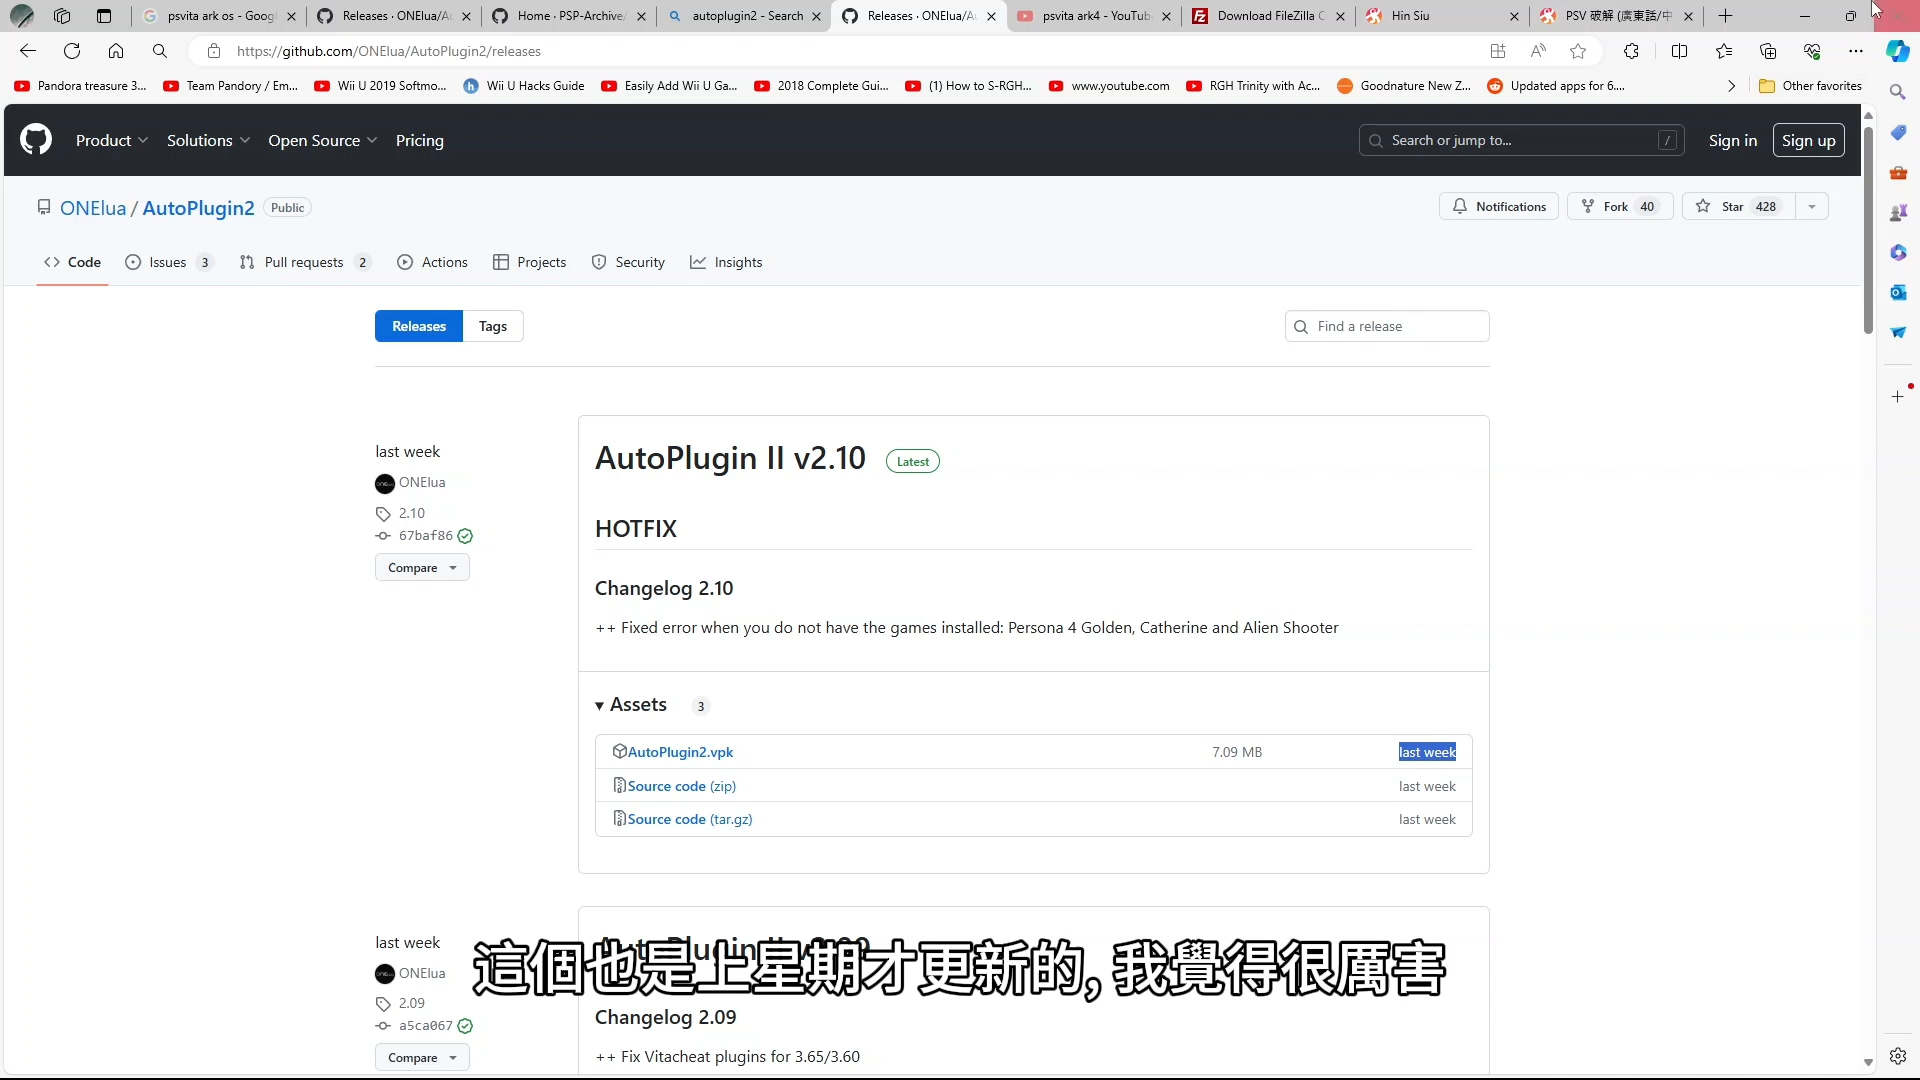 psvita ark os - Goog
Releases · ONElua/Au
Home · PSP-Archive/
autoplugin2 - Search
Releases · ONElua/Au
psvita ark4 - YouTube
Download FileZilla C
Hin Siu
PSV 破解 (廣東話/中
https://github.com/ONElua/AutoPlugin2/releases
Pandora treasure 3...
Team Pandory / Em...
Wii U 2019 Softmo...
Wii U Hacks Guide
Easily Add Wii U Ga...
2018 Complete Gui...
(1) How to S-RGH...
www.youtube.com
RGH Trinity with Ac...
Goodnature New Z...
Updated apps for 6....
Other favorites
Product
Solutions
Open Source
Pricing
Search or jump to...
/
Sign in
Sign up
ONElua / AutoPlugin2
Public
Notifications
Fork 40
Star 428
Code
Issues 3
Pull requests 2
Actions
Projects
Security
Insights
Releases
Tags
Find a release
last week
ONElua
2.10
67baf86
Compare
AutoPlugin II v2.10
Latest
HOTFIX
Changelog 2.10
++ Fixed error when you do not have the games installed: Persona 4 Golden, Catherine and Alien Shooter
Assets 3
AutoPlugin2.vpk 7.09 MB last week
Source code (zip) last week
Source code (tar.gz) last week
last week
ONElua
2.09
a5ca067
Compare
AutoPlugin II v2.09
這個也是上星期才更新的,我覺得很厲害
Changelog 2.09
++ Fix Vitacheat plugins for 3.65/3.60